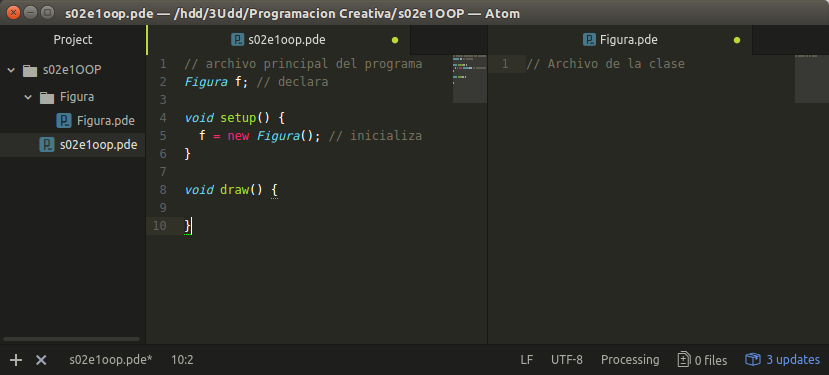 s02e1oop.pde — /hdd/3Udd/Programacion Creativa/s02e1OOP — Atom
Project
s02e1OOP
Figura
Figura.pde
s02e1oop.pde
s02e1oop.pde
1 // archivo principal del programa
2 Figura f; // declara
3
4 void setup() {
5 f = new Figura(); // inicializa
6 }
7
8 void draw() {
9
10 }
Figura.pde
1 // Archivo de la clase
s02e1oop.pde* 10:2 LF UTF-8 Processing 0 files 3 updates